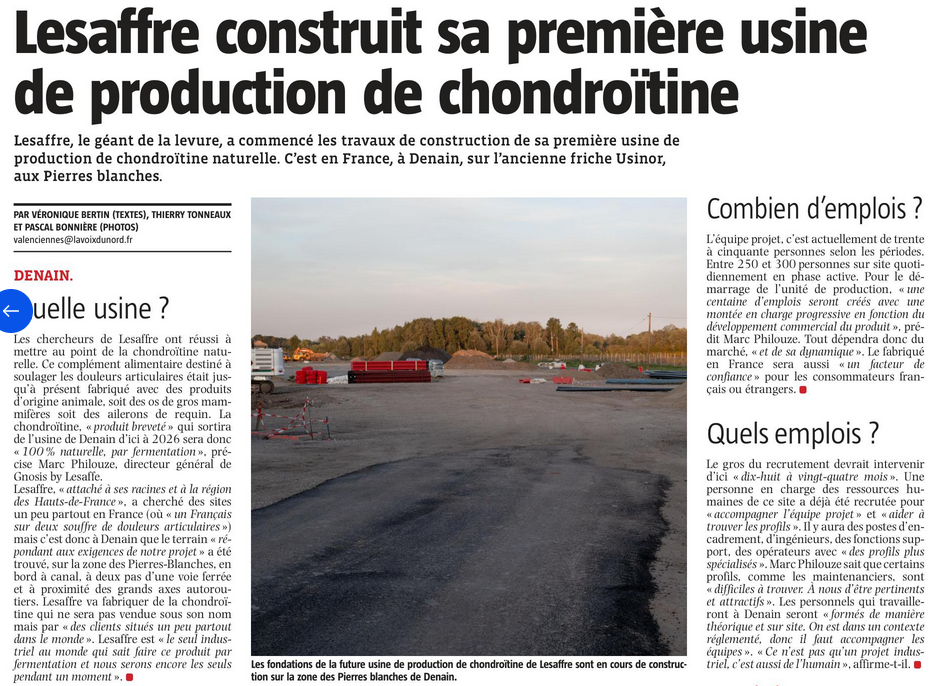 Lesaffre construit sa première usine
de production de chondroïtine
Lesaffre, le géant de la levure, a commencé les travaux de construction de sa première usine de
production de chondroïtine naturelle. C’est en France, à Denain, sur l’ancienne friche Usinor,
aux Pierres blanches.
PAR VÉRONIQUE BERTIN (TEXTES), THIERRY TONNEAUX
ET PASCAL BONNIÈRE (PHOTOS)
valenciennes@lavoixdunord.fr
DENAIN.
uelle usine ?
Les chercheurs de Lesaffre ont réussi à
mettre au point de la chondroïtine natu-
relle. Ce complément alimentaire destiné à
soulager les douleurs articulaires était jus-
qu’à présent fabriqué avec des produits
d’origine animale, soit des os de gros mam-
mifères soit des ailerons de requin. La
chondroïtine, « produit breveté » qui sortira
de l’usine de Denain d’ici à 2026 sera donc
« 100 % naturelle, par fermentation », pré-
cise Marc Philouze, directeur général de
Gnosis by Lesaffe.
Lesaffre, « attaché à ses racines et à la région
des Hauts-de-France », a cherché des sites
un peu partout en France (où « un Français
sur deux souffre de douleurs articulaires »)
mais c’est donc à Denain que le terrain « ré-
pondant aux exigences de notre projet » a été
trouvé, sur la zone des Pierres-Blanches, en
bord à canal, à deux pas d’une voie ferrée
et à proximité des grands axes autorou-
tiers. Lesaffre va fabriquer de la chondroï-
tine qui ne sera pas vendue sous son nom
mais par « des clients situés un peu partout
dans le monde ». Lesaffre est « le seul indus-
triel au monde qui sait faire ce produit par
fermentation et nous serons encore les seuls
pendant un moment ».
Les fondations de la future usine de production de chondroïtine de Lesaffre sont en cours de construc-
tion sur la zone des Pierres blanches de Denain.
Combien d’emplois ?
L’équipe projet, c’est actuellement de trente
à cinquante personnes selon les périodes.
Entre 250 et 300 personnes sur site quoti-
diennement en phase active. Pour le dé-
marrage de l’unité de production, « une
centaine d’emplois seront créés avec une
montée en charge progressive en fonction du
développement commercial du produit », pré-
dit Marc Philouze. Tout dépendra donc du
marché, « et de sa dynamique ». Le fabriqué
en France sera aussi « un facteur de
confiance » pour les consommateurs fran-
çais ou étrangers.
Quels emplois ?
Le gros du recrutement devrait intervenir
d’ici « dix-huit à vingt-quatre mois ». Une
personne en charge des ressources hu-
maines de ce site a déjà été recrutée pour
« accompagner l’équipe projet » et « aider à
trouver les profils ». Il y aura des postes d’en-
cadrement, d’ingénieurs, des fonctions sup-
port, des opérateurs avec « des profils plus
spécialisés ». Marc Philouze sait que certains
profils, comme les maintenanciers, sont
« difficiles à trouver. À nous d’être pertinents
et attractifs ». Les personnels qui travaille-
ront à Denain seront « formés de manière
théorique et sur site. On est dans un contexte
réglementé, donc il faut accompagner les
équipes ». « Ce n’est pas qu’un projet indus-
triel, c’est aussi de l’humain », affirme-t-il.